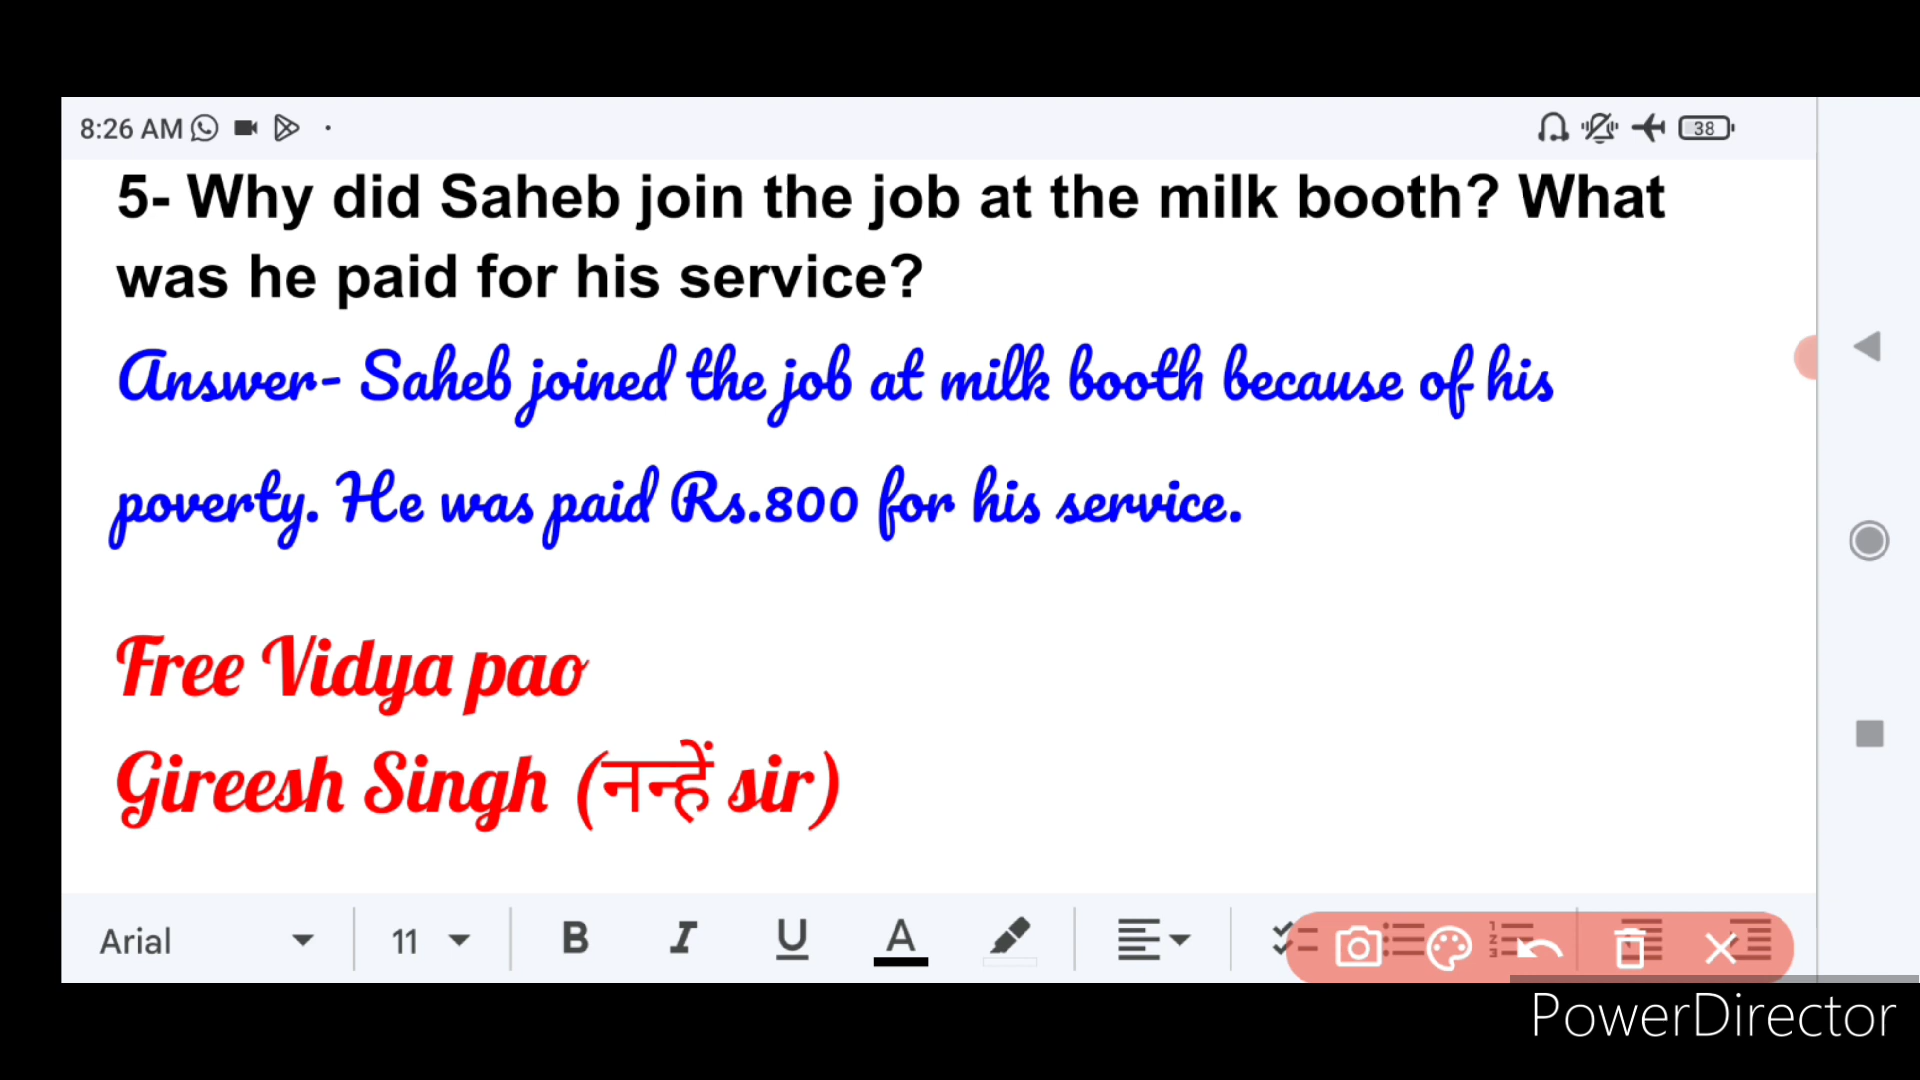 8:26 AM
38
5- Why did Saheb join the job at the milk booth? What
was he paid for his service?
Answer- Saheb joined the job at milk booth because of his
poverty. He was paid Rs.800 for his service.
Free Vidya pao
Gireesh Singh (नन्हें sir)
Arial 11 B I U A
PowerDirector